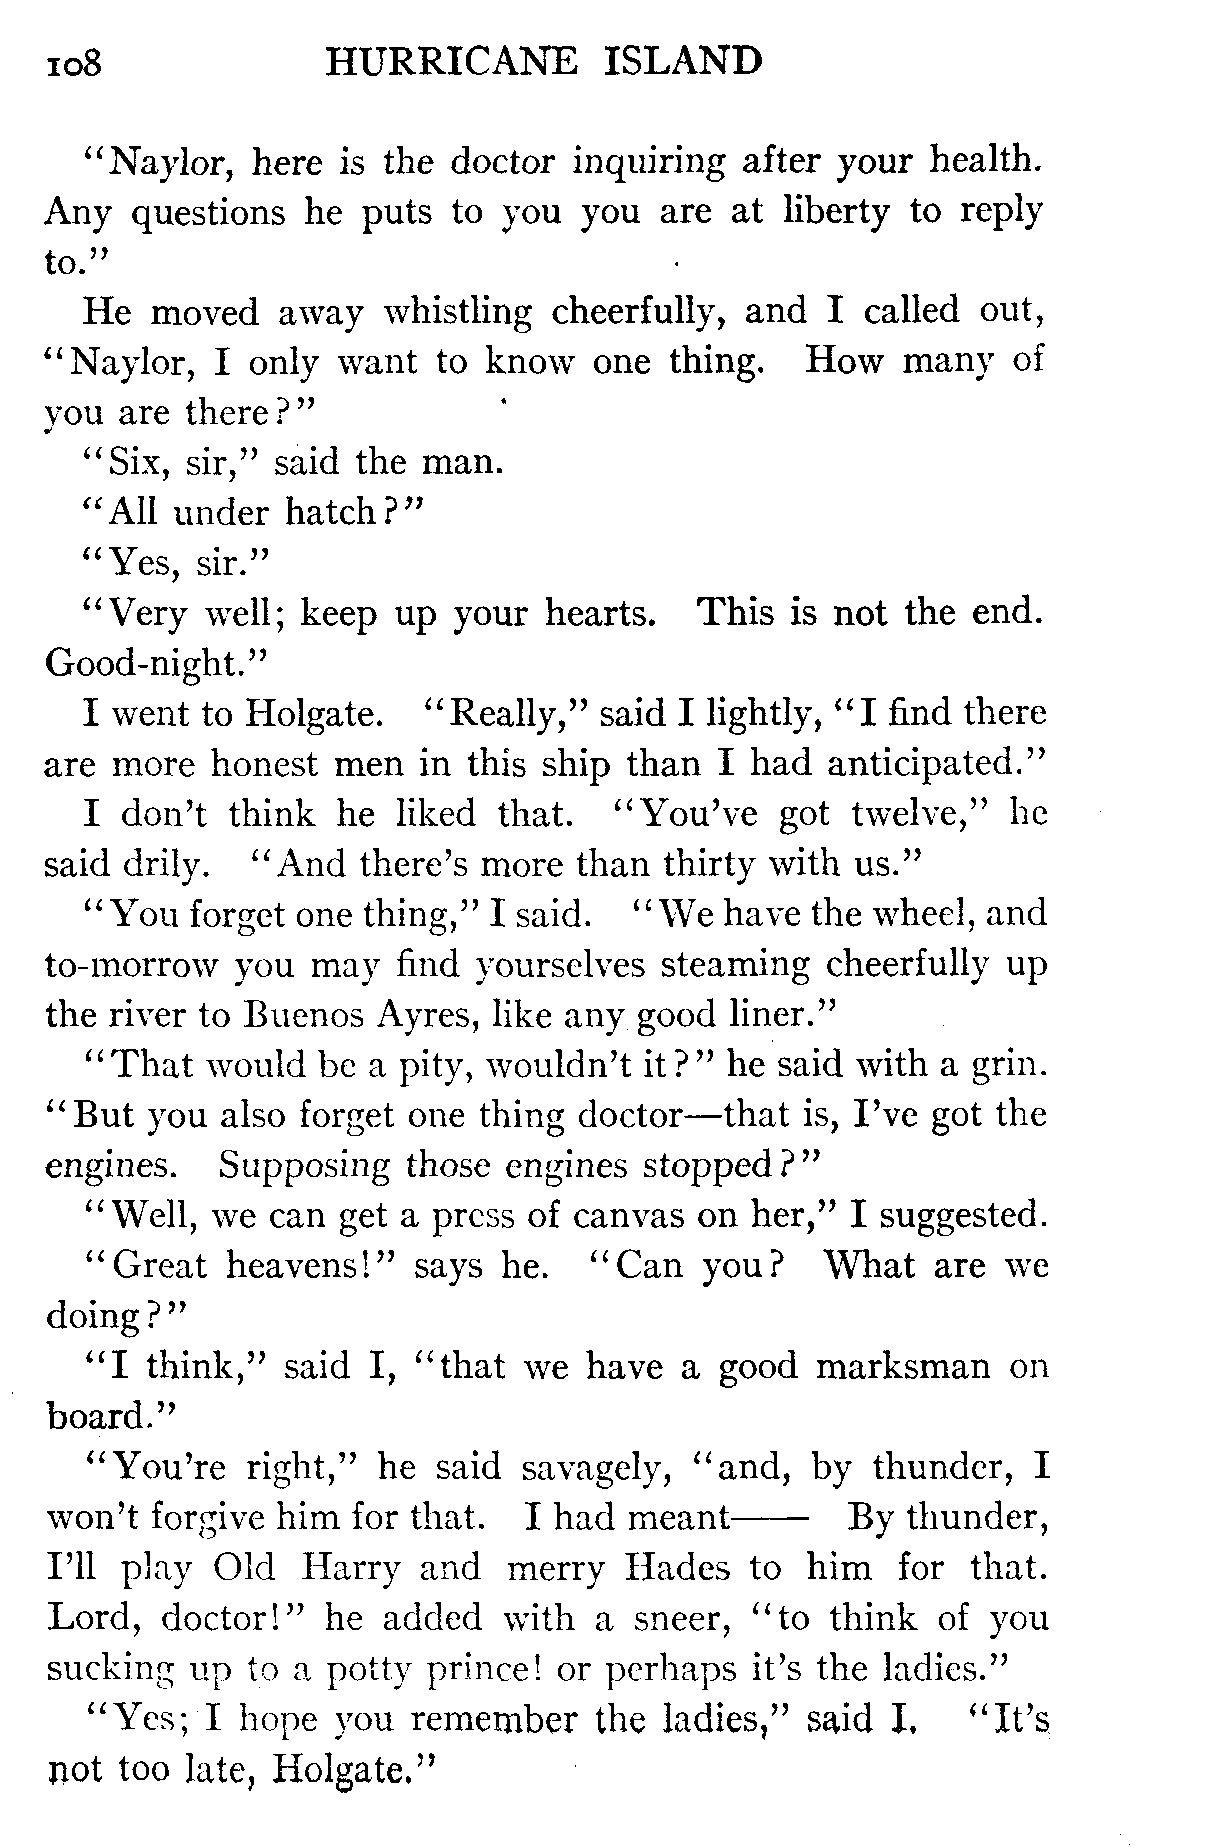 108 HURRICANE ISLAND
"Naylor, here is the doctor inquiring after your health.
Any questions he puts to you you are at liberty to reply
to."
He moved away whistling cheerfully, and I called out,
"Naylor, I only want to know one thing. How many of
you are there?"
"Six, sir," said the man.
"All under hatch?"
"Yes, sir."
"Very well; keep up your hearts. This is not the end.
Good-night."
I went to Holgate. "Really," said I lightly, "I find there
are more honest men in this ship than I had anticipated."
I don't think he liked that. "You've got twelve," he
said drily. "And there's more than thirty with us."
"You forget one thing," I said. "We have the wheel, and
to-morrow you may find yourselves steaming cheerfully up
the river to Buenos Ayres, like any good liner."
"That would be a pity, wouldn't it?" he said with a grin.
"But you also forget one thing doctor—that is, I've got the
engines. Supposing those engines stopped?"
"Well, we can get a press of canvas on her," I suggested.
"Great heavens!" says he. "Can you? What are we
doing?"
"I think," said I, "that we have a good marksman on
board."
"You're right," he said savagely, "and, by thunder, I
won't forgive him for that. I had meant—— By thunder,
I'll play Old Harry and merry Hades to him for that.
Lord, doctor!" he added with a sneer, "to think of you
sucking up to a potty prince! or perhaps it's the ladies."
"Yes; I hope you remember the ladies," said I. "It's
not too late, Holgate."